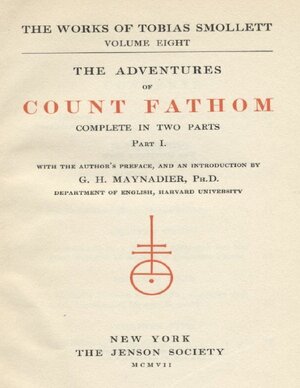 THE WORKS OF TOBIAS SMOLLETT
VOLUME EIGHT
THE ADVENTURES
OF
COUNT FATHOM
COMPLETE IN TWO PARTS
PART I.
WITH THE AUTHOR'S PREFACE, AND AN INTRODUCTION BY
G. H. MAYNADIER, PH.D.
DEPARTMENT OF ENGLISH, HARVARD UNIVERSITY
NEW YORK
THE JENSON SOCIETY
MCMVII